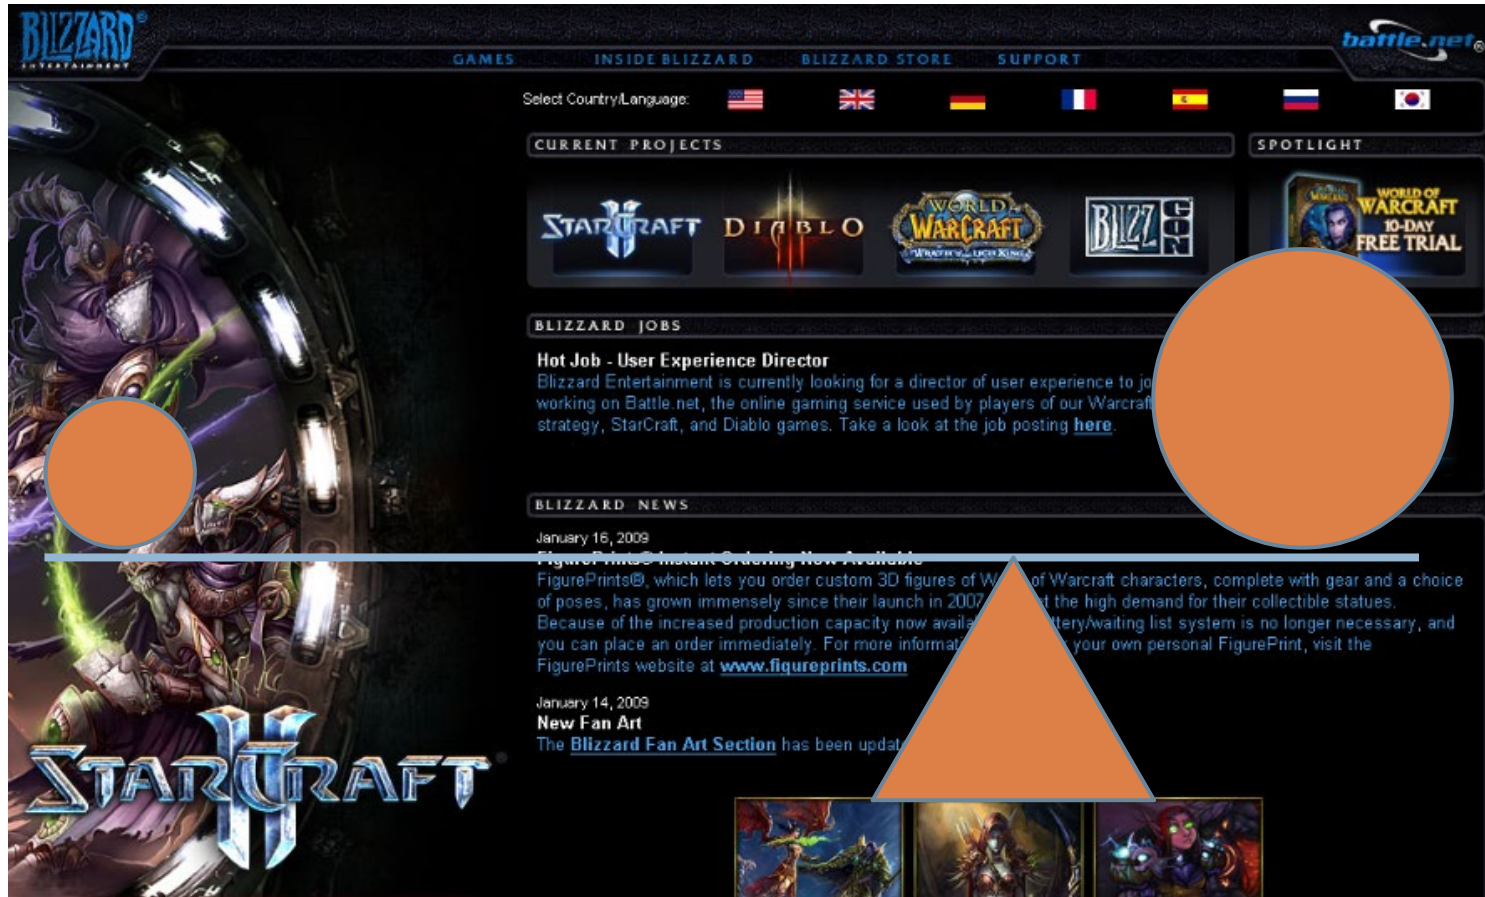 BLIZZARD®
ENTERTAINMENT
battle.net®
GAMES INSIDE BLIZZARD BLIZZARD STORE SUPPORT
Select Country/Language:
CURRENT PROJECTS
SPOTLIGHT
STARCRAFT II
DIABLO
WORLD OF WARCRAFT
WRATH OF THE LICH KING
BLIZZCON
WORLD OF
WARCRAFT
10-DAY
FREE TRIAL
BLIZZARD JOBS
Hot Job - User Experience Director
Blizzard Entertainment is currently looking for a director of user experience to
working on Battle.net, the online gaming service used by players of our
strategy, StarCraft, and Diablo games. Take a look at the job posting here.
BLIZZARD NEWS
January 16, 2009
FigurePrints® Instant Ordering Now Available
FigurePrints®, which lets you order custom 3D figures of of Warcraft characters, complete with gear and a choice
of poses, has grown immensely since their launch in 2007 the high demand for their collectible statues.
Because of the increased production capacity now list system is no longer necessary, and
you can place an order immediately. For more your own personal FigurePrint, visit the
FigurePrints website at www.figureprints.com
January 14, 2009
New Fan Art
The Blizzard Fan Art Section has been
STARCRAFT II